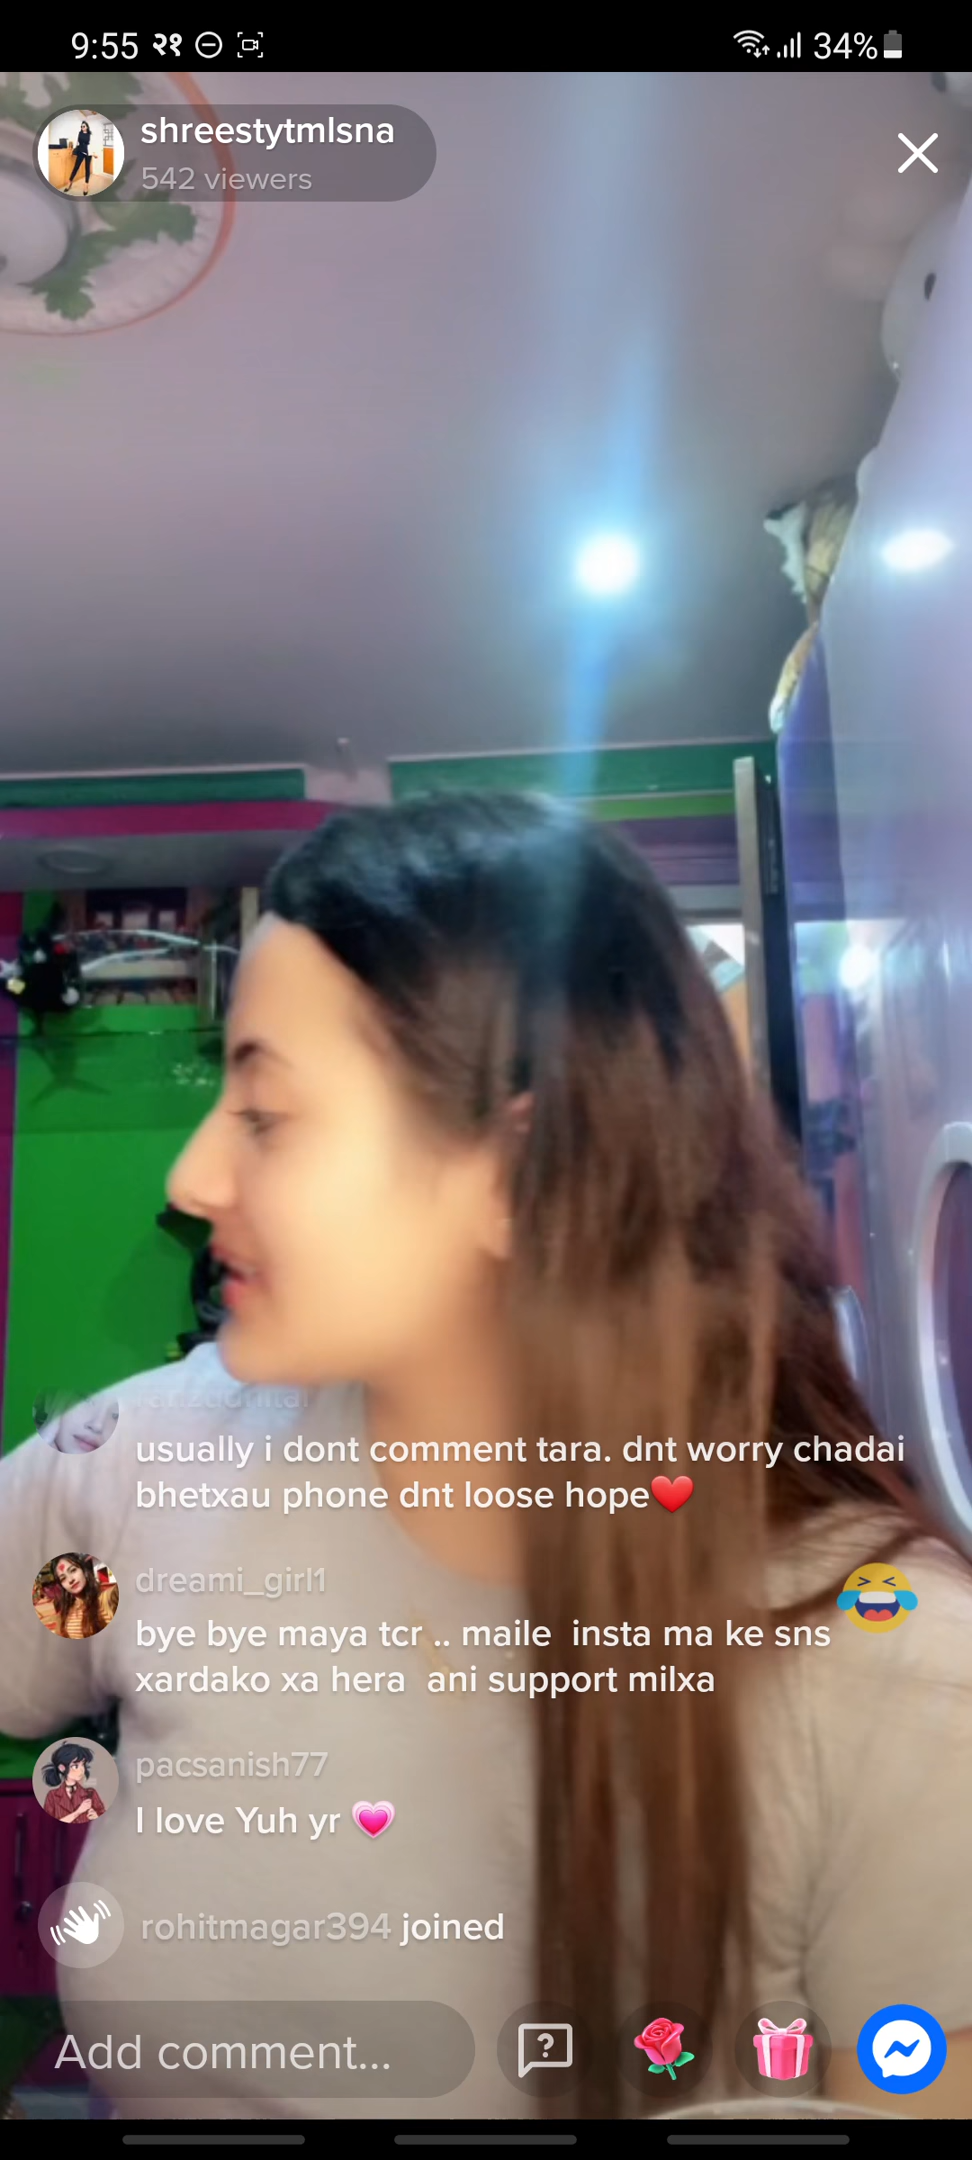 9:55 २१ 34%
shreestytmlsna
542 viewers
usually i dont comment tara. dnt worry chadai
bhetxau phone dnt loose hope❤️
dreami_girl1
bye bye maya tcr .. maile insta ma ke sns
xardako xa hera ani support milxa
pacsanish77
I love Yuh yr 💗
rohitmagar394 joined
Add comment...